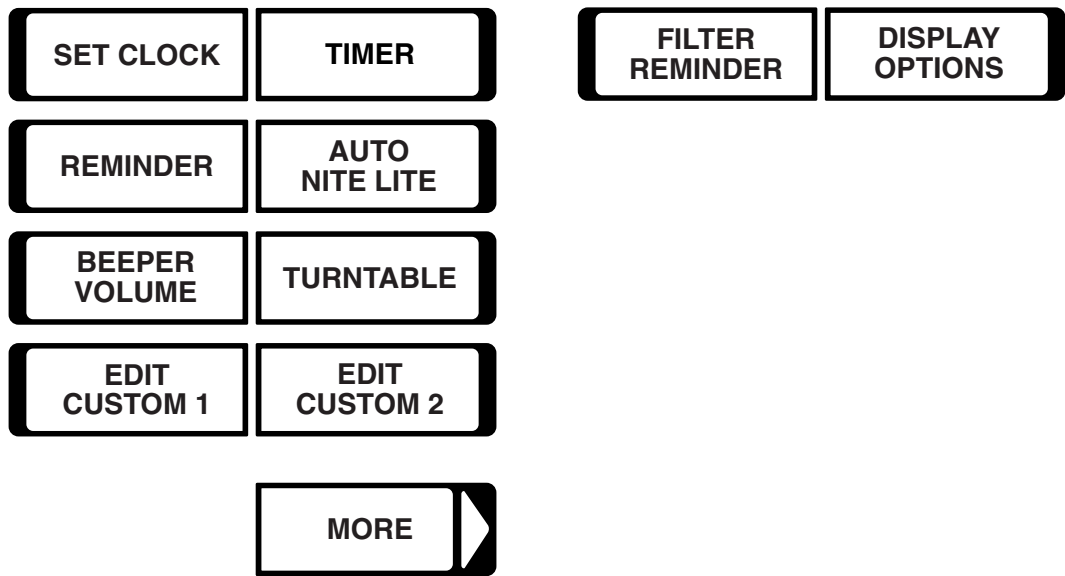 SET CLOCK
TIMER
REMINDER
AUTO
NITE LITE
BEEPER
VOLUME
TURNTABLE
EDIT
CUSTOM 1
EDIT
CUSTOM 2
MORE
FILTER
REMINDER
DISPLAY
OPTIONS